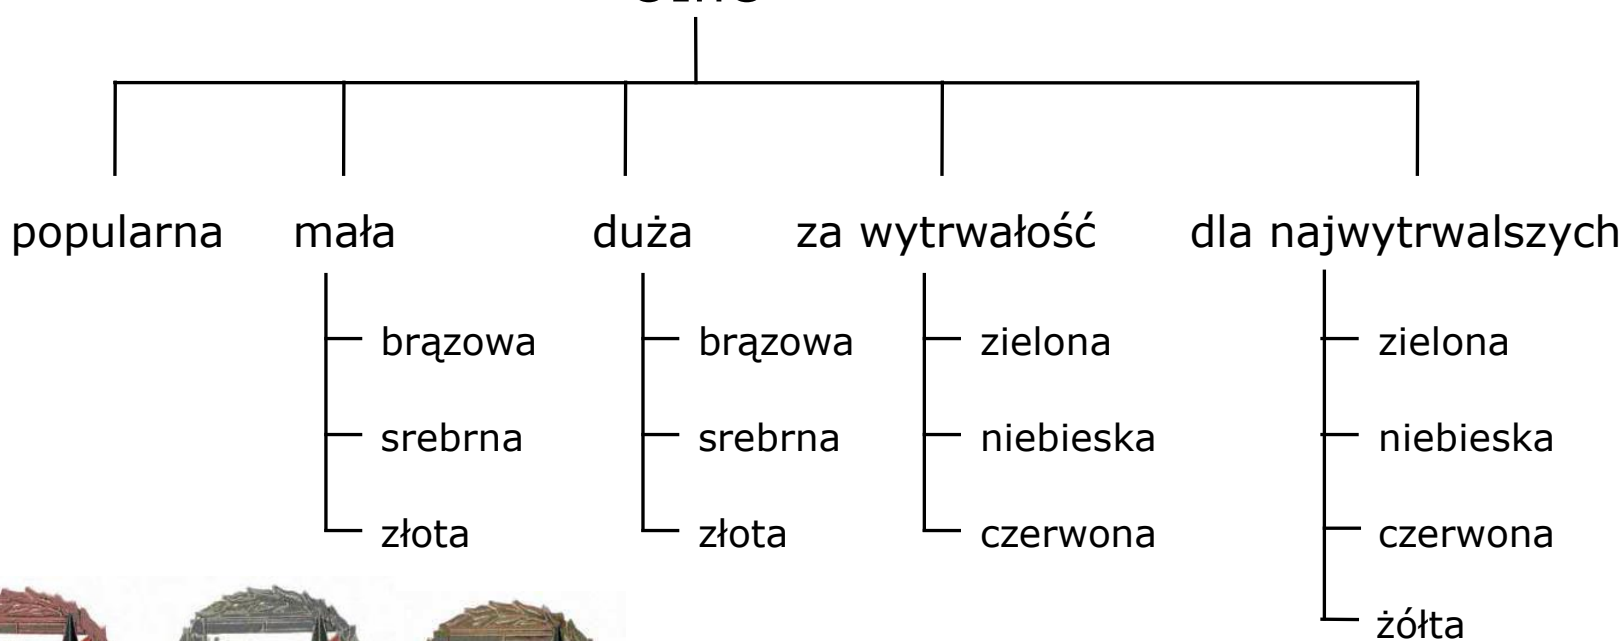 popularna
mała
brązowa
srebrna
złota
duża
brązowa
srebrna
złota
za wytrwałość
zielona
niebieska
czerwona
dla najwytrwalszych
zielona
niebieska
czerwona
żółta